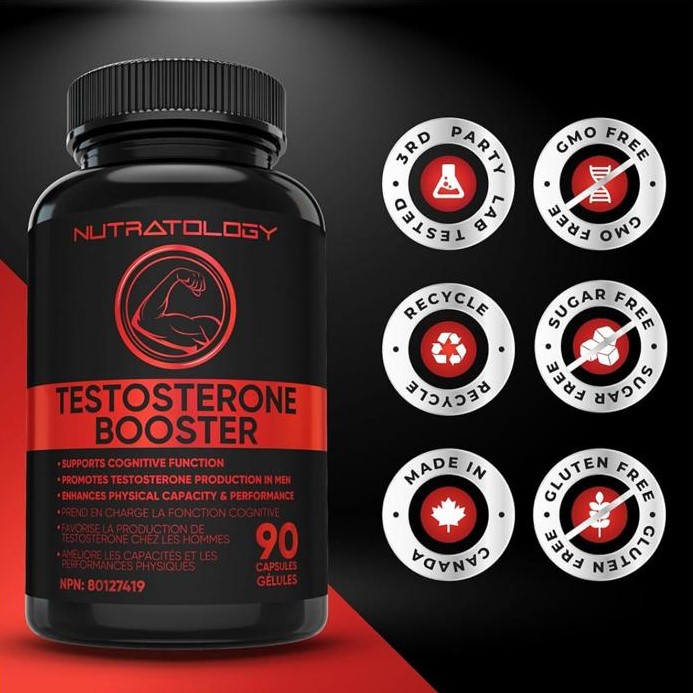 NUTRATOLOGY
TESTOSTERONE
BOOSTER
• SUPPORTS COGNITIVE FUNCTION
• PROMOTES TESTOSTERONE PRODUCTION IN MEN
• ENHANCES PHYSICAL CAPACITY & PERFORMANCE
• PREND EN CHARGE LA FONCTION COGNITIVE
• FAVORISE LA PRODUCTION DE
TESTOSTERONE CHEZ LES HOMMES
• AMÉLIORE LES CAPACITÉS ET LES
PERFORMANCES PHYSIQUES
90
CAPSULES
GÉLULES
NPN: 80127419
3RD PARTY
LAB TESTED
GMO FREE
GMO FREE
RECYCLE
RECYCLE
SUGAR FREE
SUGAR FREE
MADE IN
CANADA
GLUTEN FREE
GLUTEN FREE